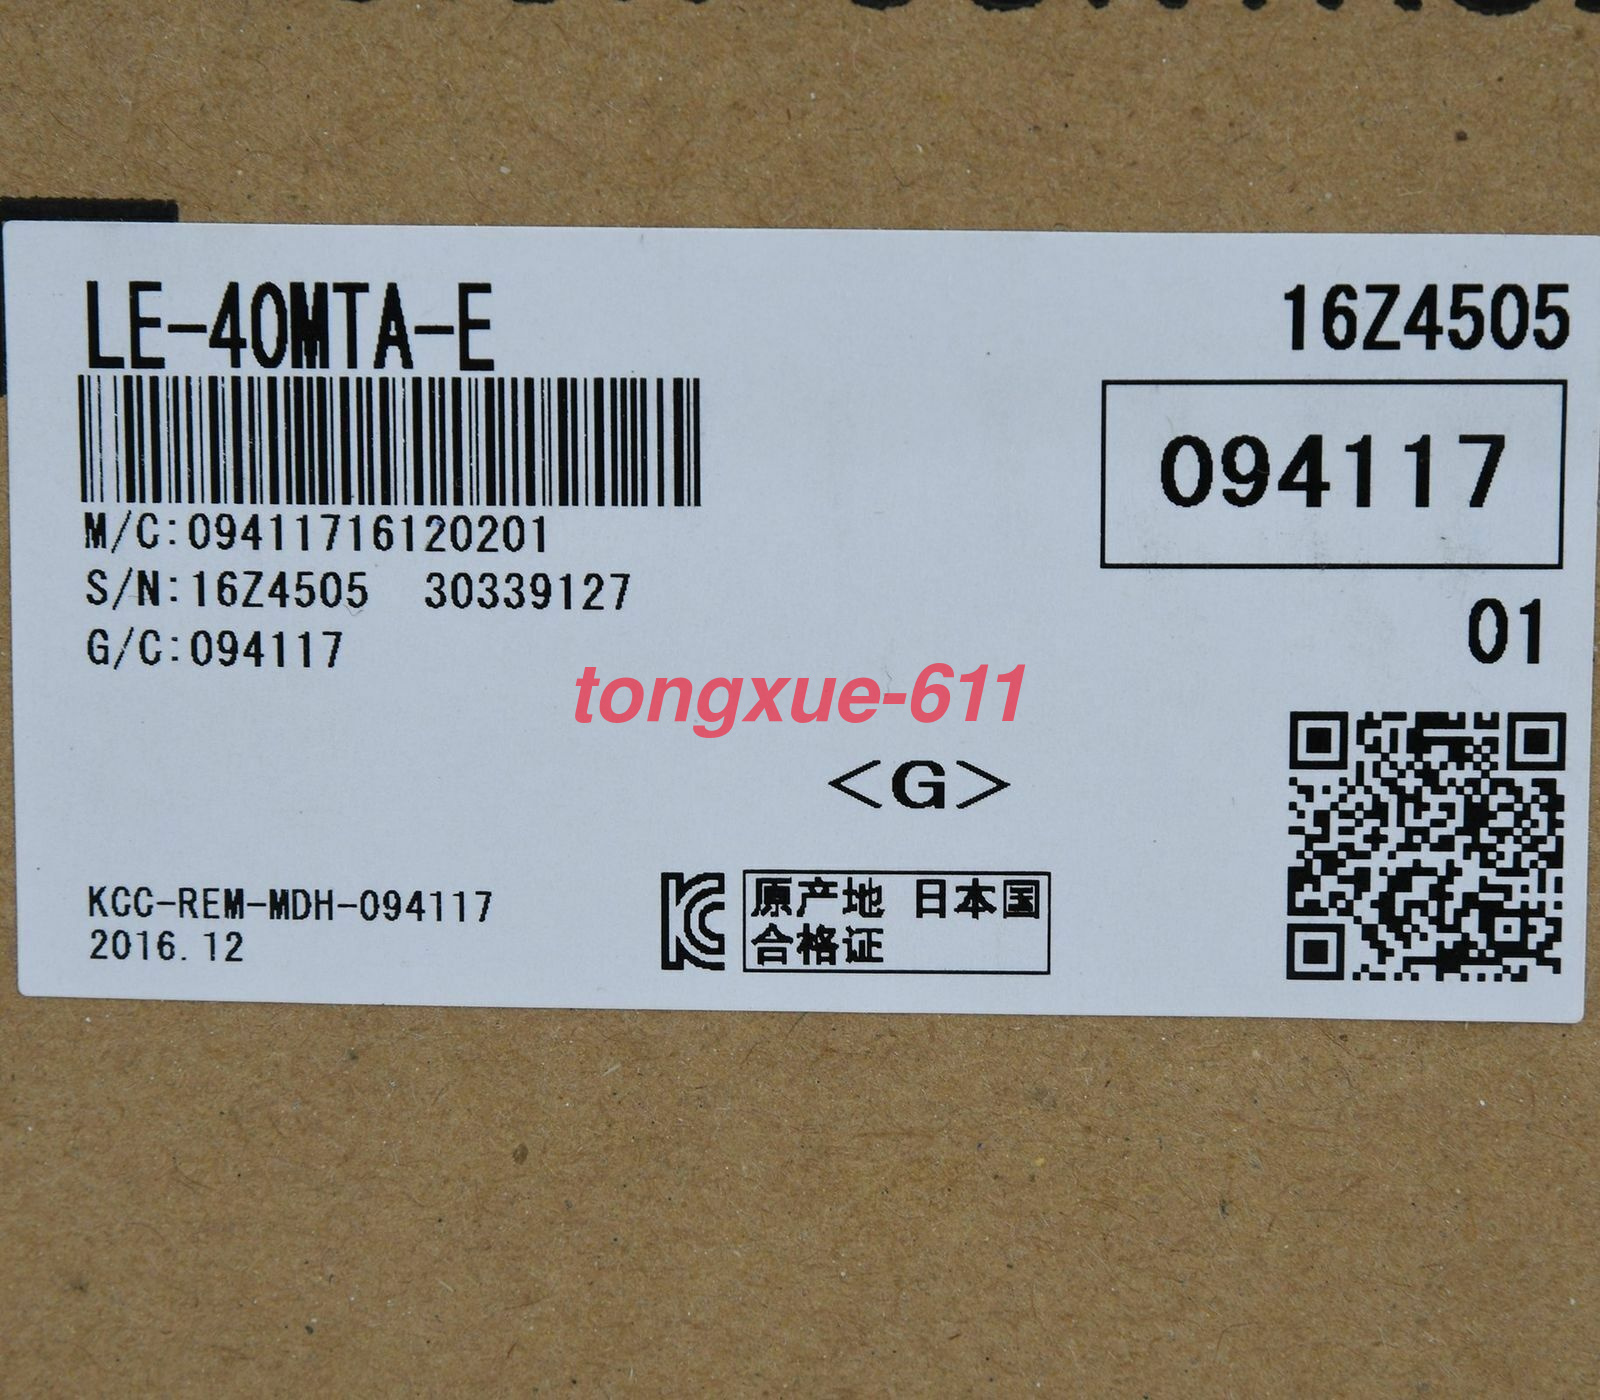 LE-40MTA-E
16Z4505
094117
M/C:09411716120201
S/N:16Z4505 30339127
G/C:094117
01
tongxue-611
<G>
KCC-REM-MDH-094117
2016.12
原产地 日本国
合格证